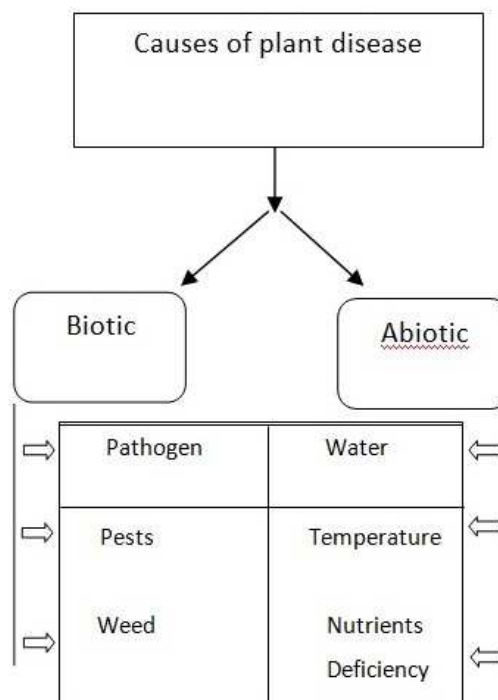 Causes of plant disease
Biotic
Abiotic
Pathogen
Water
Pests
Temperature
Weed
Nutrients
Deficiency